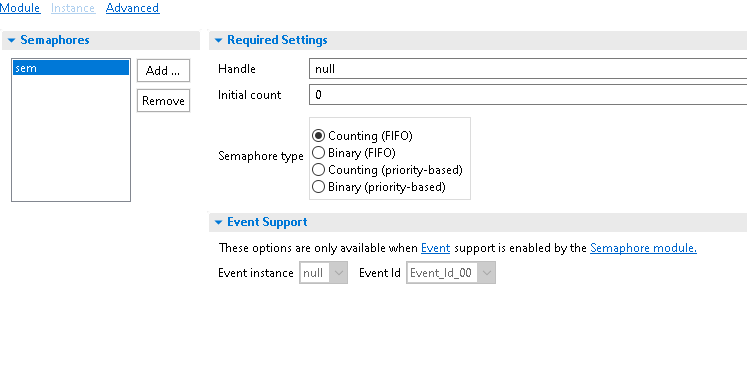 Module Instance Advanced
Semaphores
sem
Add ...
Remove
Required Settings
Handle null
Initial count 0
Semaphore type
Counting (FIFO)
Binary (FIFO)
Counting (priority-based)
Binary (priority-based)
Event Support
These options are only available when Event support is enabled by the Semaphore module.
Event instance null Event Id Event_Id_00